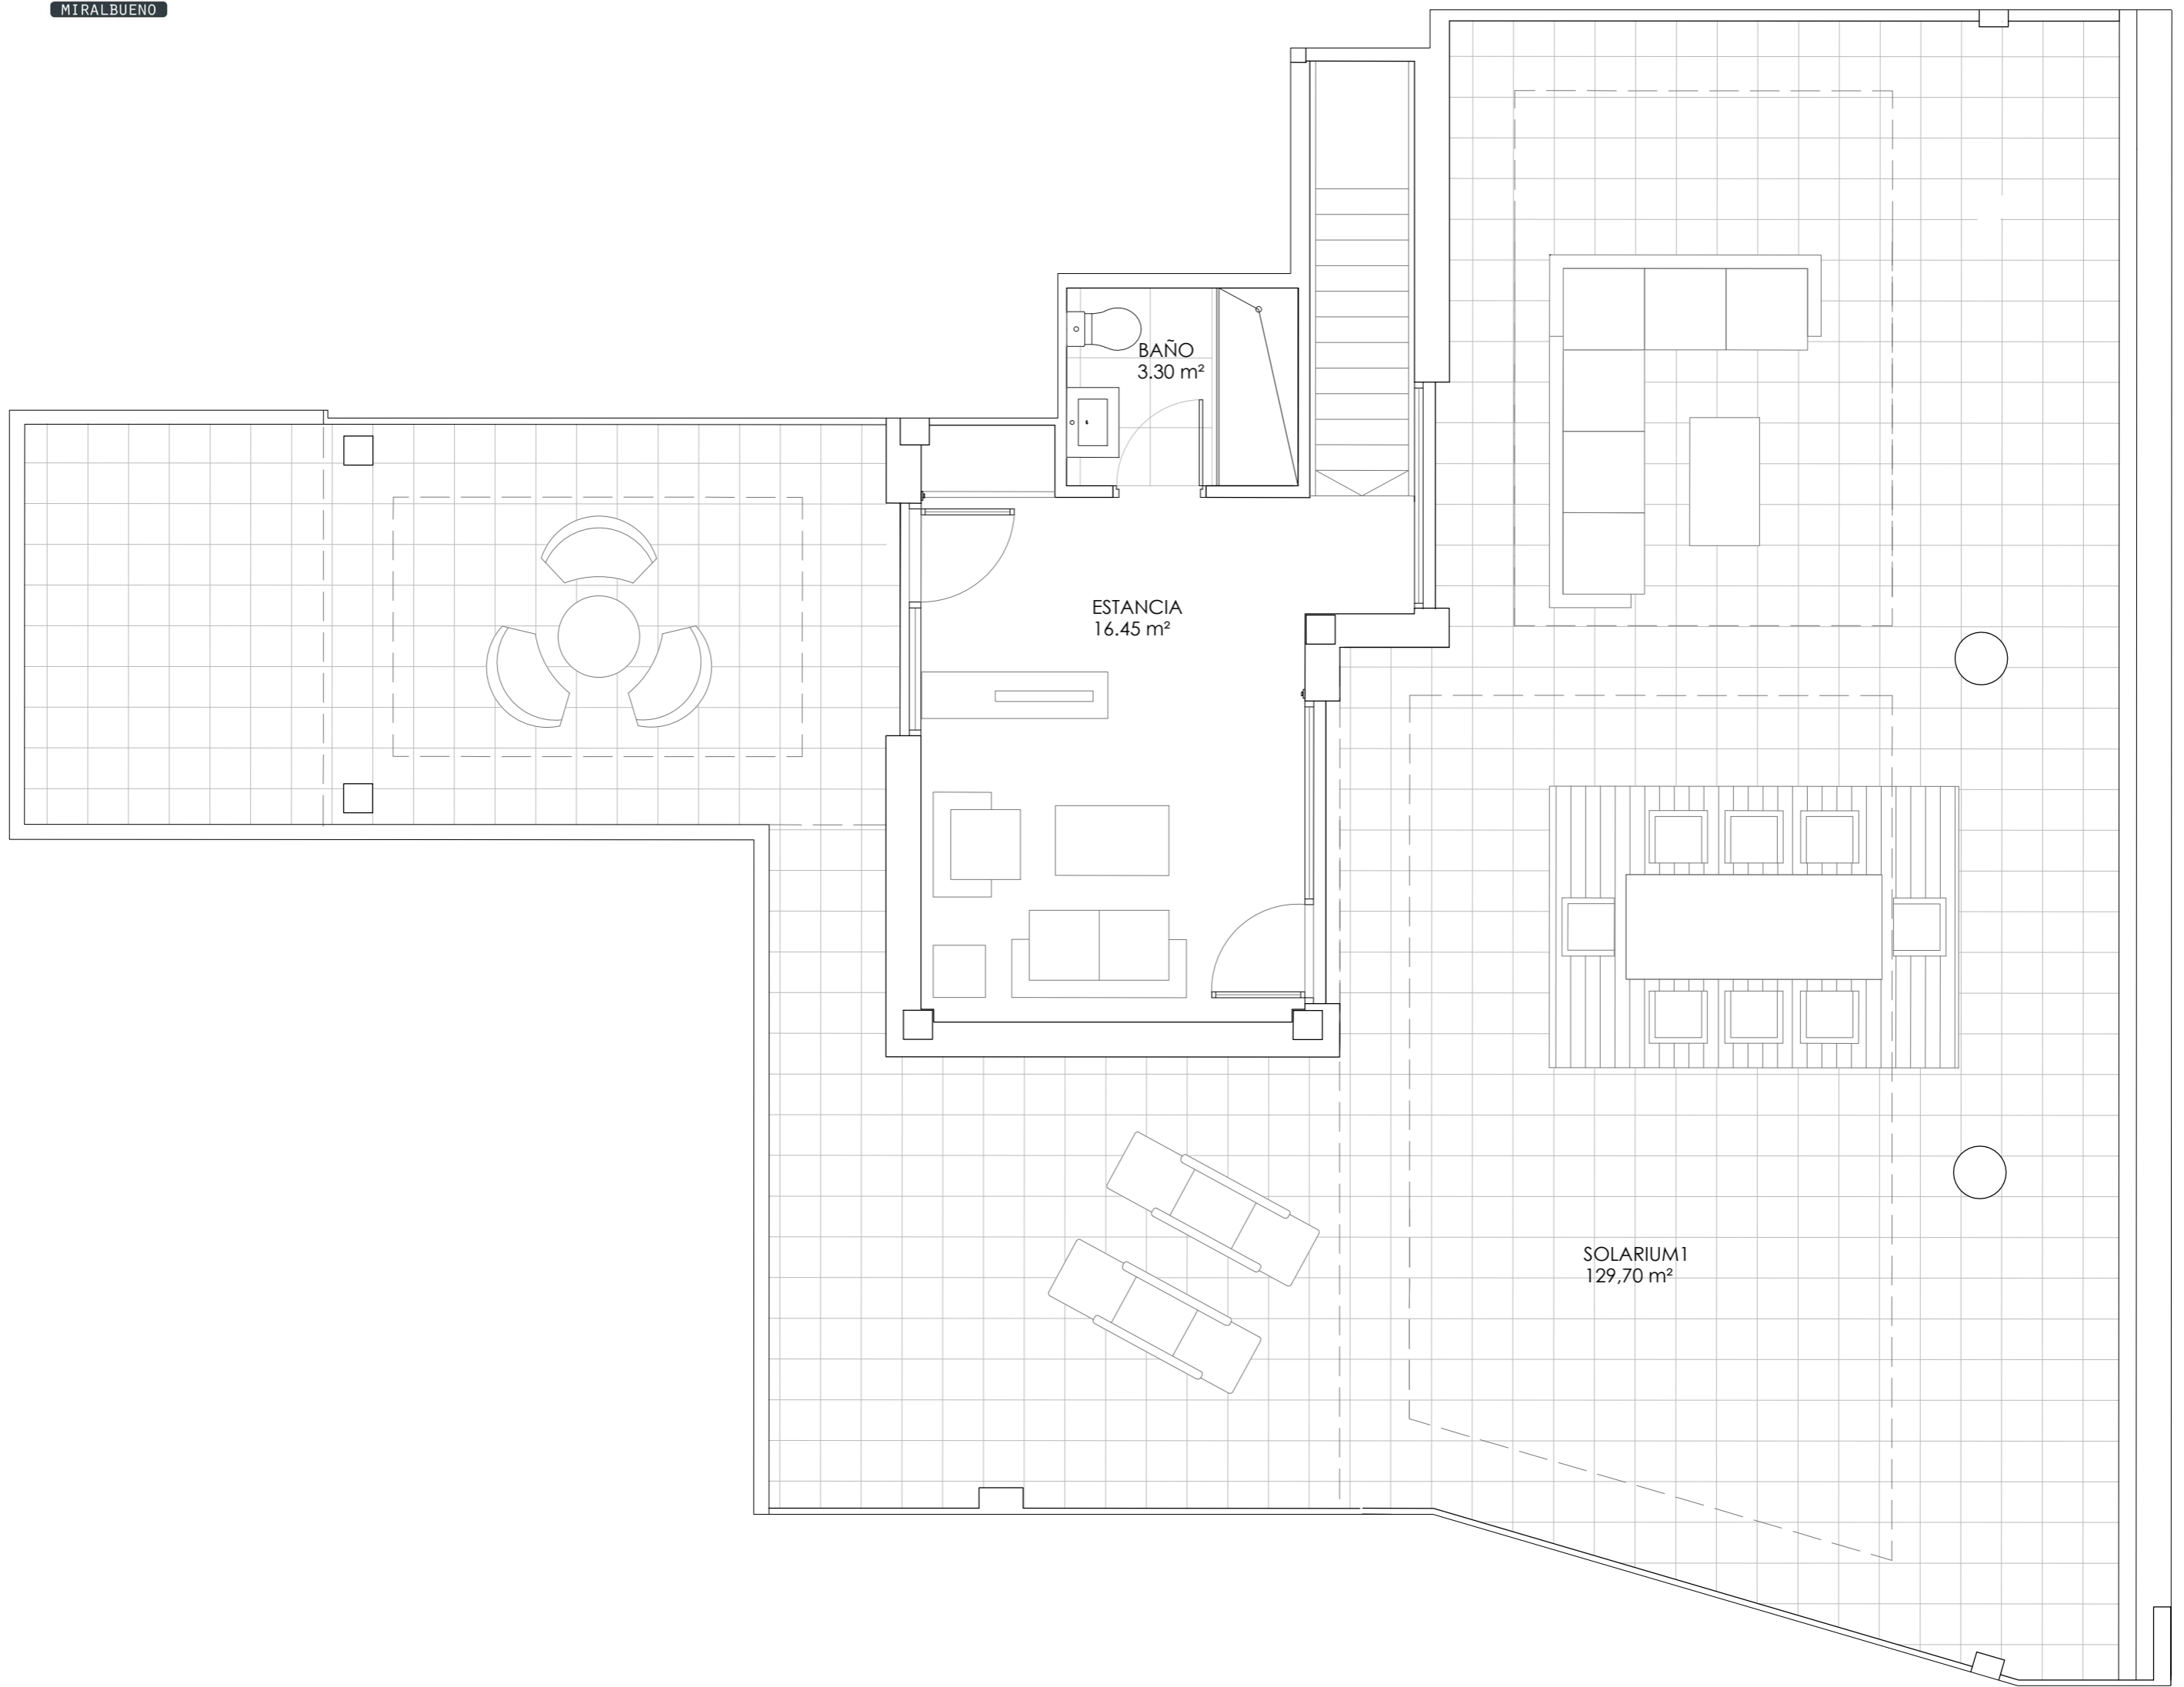 MIRALBUENO
BAÑO
3.30 m²
ESTANCIA
16.45 m²
SOLARIUM1
129,70 m²